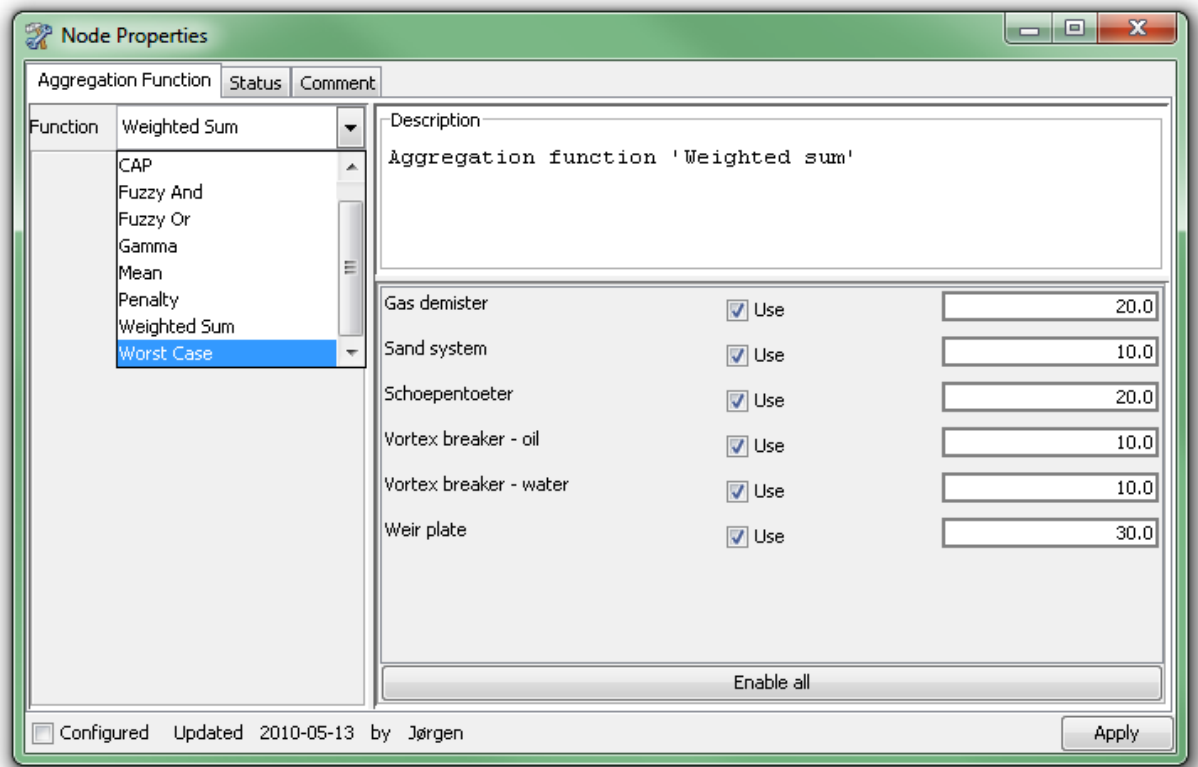 Node Properties
Aggregation Function Status Comment
Function Weighted Sum
CAP
Fuzzy And
Fuzzy Or
Gamma
Mean
Penalty
Weighted Sum
Worst Case
Description
Aggregation function 'Weighted sum'
Gas demister Use 20.0
Sand system Use 10.0
Schoepentoeter Use 20.0
Vortex breaker - oil Use 10.0
Vortex breaker - water Use 10.0
Weir plate Use 30.0
Enable all
Configured Updated 2010-05-13 by Jørgen Apply